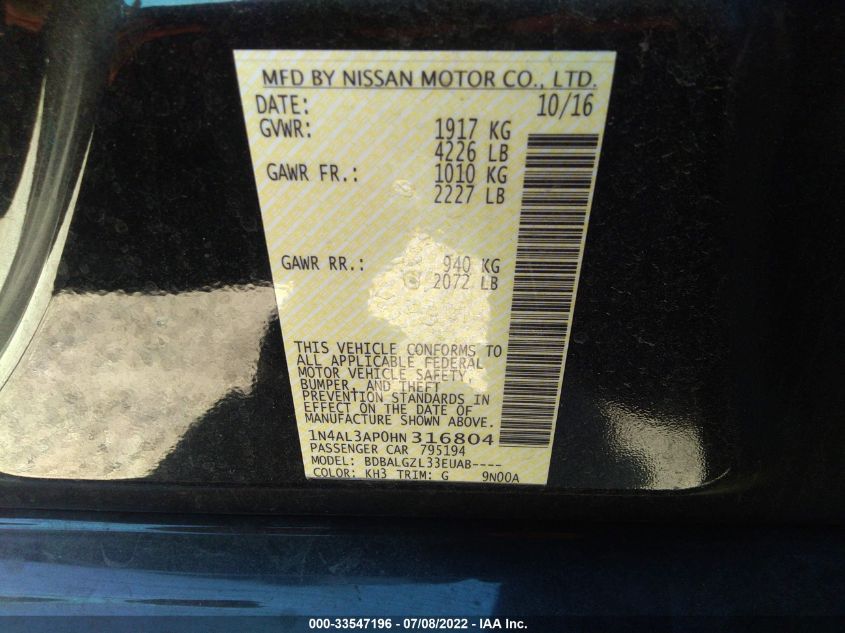 MFD BY NISSAN MOTOR CO., LTD.
DATE: 10/16
GVWR: 1917 KG
4226 LB
GAWR FR.: 1010 KG
2227 LB
GAWR RR.: 940 KG
2072 LB
THIS VEHICLE CONFORMS TO
ALL APPLICABLE FEDERAL
MOTOR VEHICLE SAFETY,
BUMPER, AND THEFT
PREVENTION STANDARDS IN
EFFECT ON THE DATE OF
MANUFACTURE SHOWN ABOVE.
1N4AL3AP0HN316804
PASSENGER CAR 795194
MODEL: BDBALGZL33EUAB----
COLOR: KH3 TRIM: G 9N00A
000-33547196 - 07/08/2022 - IAA Inc.